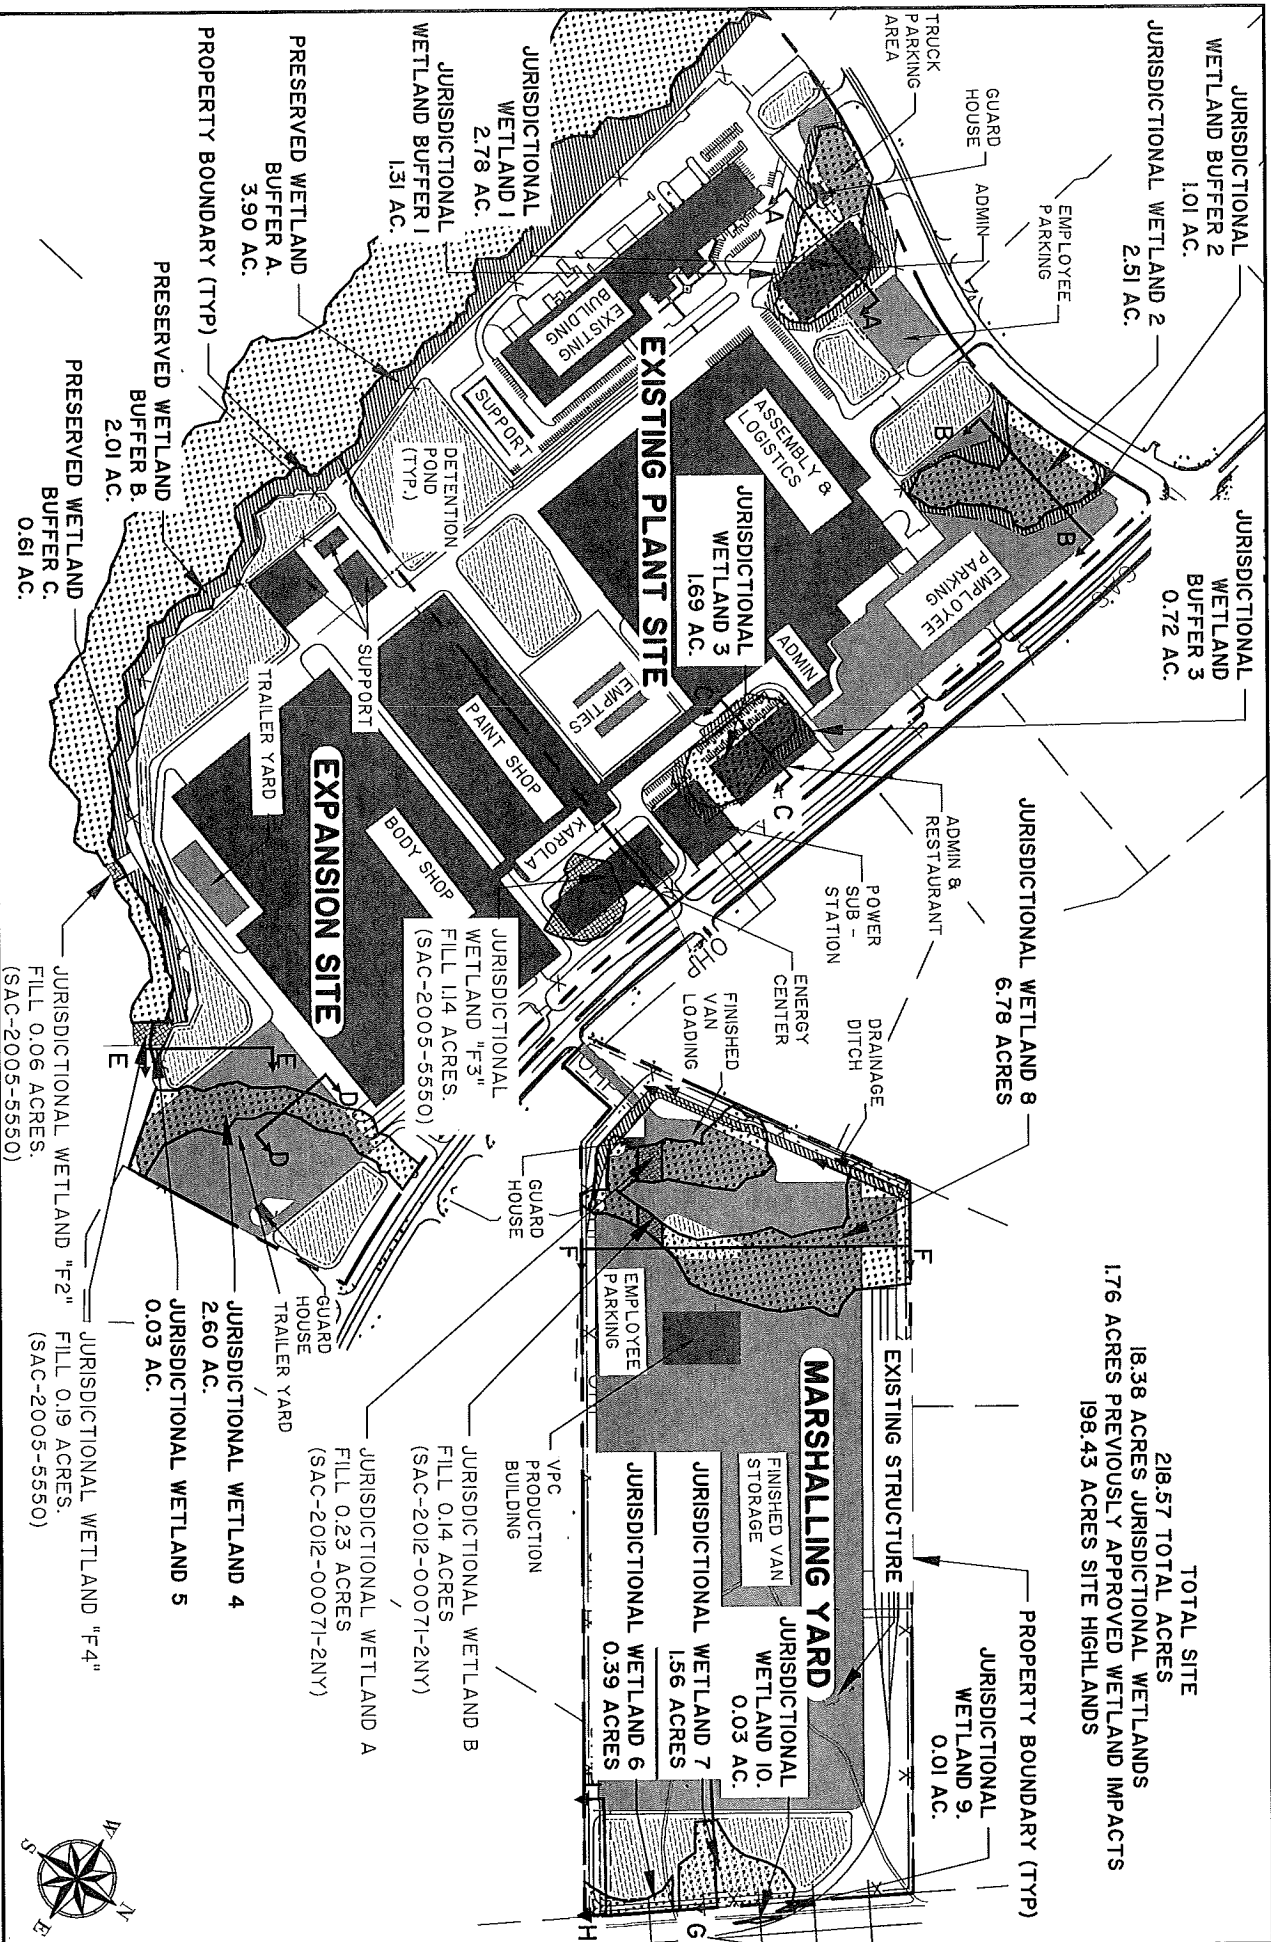 TOTAL SITE
218.57 TOTAL ACRES
18.38 ACRES JURISDICTIONAL WETLANDS
1.76 ACRES PREVIOUSLY APPROVED WETLAND IMPACTS
198.43 ACRES SITE HIGHLANDS
JURISDICTIONAL
WETLAND BUFFER 2
1.01 AC.
JURISDICTIONAL WETLAND 2
2.51 AC.
TRUCK
PARKING
AREA
GUARD
HOUSE
ADMIN
EMPLOYEE
PARKING
JURISDICTIONAL
WETLAND
BUFFER 3
0.72 AC.
JURISDICTIONAL
WETLAND 1
2.78 AC.
JURISDICTIONAL
WETLAND BUFFER 1
1.31 AC.
PRESERVED WETLAND
BUFFER A.
3.90 AC.
PROPERTY BOUNDARY (TYP)
PRESERVED WETLAND
BUFFER B.
2.01 AC.
PRESERVED WETLAND
BUFFER C.
0.61 AC.
A
A
B
B
EXISTING
BUILDING
SUPPORT
EXISTING PLANT SITE
ASSEMBLY &
LOGISTICS
DETENTION
POND
(TYP.)
JURISDICTIONAL
WETLAND 3
1.69 AC.
EMPLOYEE
PARKING
ADMIN
C
C
EMPTIES
SUPPORT
TRAILER YARD
PAINT SHOP
KAROLA
BODY SHOP
EXPANSION SITE
OHP
ADMIN &
RESTAURANT
POWER
SUB -
STATION
ENERGY
CENTER
JURISDICTIONAL WETLAND 8
6.78 ACRES
DRAINAGE
DITCH
FINISHED
VAN
LOADING
JURISDICTIONAL
WETLAND "F3"
FILL 1.14 ACRES.
(SAC-2005-5550)
GUARD
HOUSE
E
E
D
D
F
F
EMPLOYEE
PARKING
EXISTING STRUCTURE
MARSHALLING YARD
PROPERTY BOUNDARY (TYP)
JURISDICTIONAL
WETLAND 9.
0.01 AC.
FINISHED VAN
STORAGE
JURISDICTIONAL
WETLAND 10.
0.03 AC.
JURISDICTIONAL WETLAND 7
1.56 ACRES
JURISDICTIONAL WETLAND 6
0.39 ACRES
G
H
VPC
PRODUCTION
BUILDING
JURISDICTIONAL WETLAND B
FILL 0.14 ACRES
(SAC-2012-00071-2NY)
JURISDICTIONAL WETLAND A
FILL 0.23 ACRES
(SAC-2012-00071-2NY)
GUARD
HOUSE
TRAILER YARD
JURISDICTIONAL WETLAND 4
2.60 AC.
JURISDICTIONAL WETLAND 5
0.03 AC.
JURISDICTIONAL WETLAND "F4"
FILL 0.19 ACRES.
(SAC-2005-5550)
JURISDICTIONAL WETLAND "F2"
FILL 0.06 ACRES.
(SAC-2005-5550)
N
E
S
W